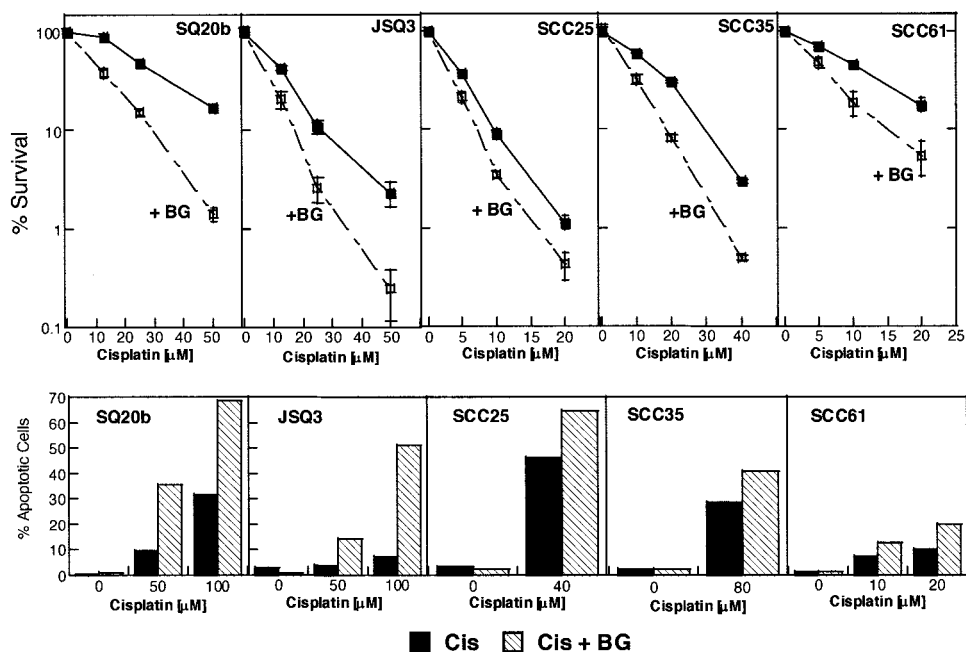 SQ20b JSQ3 SCC25 SCC35 SCC61
% Survival
100
10
1
0.1
+ BG
+BG
+ BG
+BG
+ BG
0 10 20 30 40 50 0 10 20 30 40 50 0 5 10 15 20 0 10 20 30 40 0 5 10 15 20 25
Cisplatin [µM] Cisplatin [µM] Cisplatin [µM] Cisplatin [µM] Cisplatin [µM]
SQ20b JSQ3 SCC25 SCC35 SCC61
% Apoptotic Cells
70
60
50
40
30
20
10
0
0 50 100 0 50 100 0 40 0 80 0 10 20
Cisplatin [µM] Cisplatin [µM] Cisplatin [µM] Cisplatin [µM] Cisplatin [µM]
Cis Cis + BG